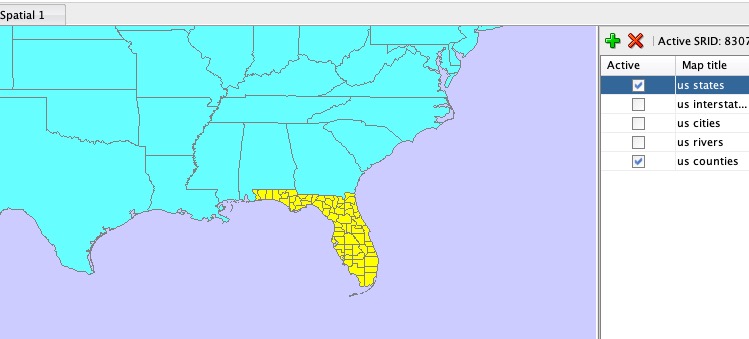 Spatial 1
Active SRID: 8307
Active Map title
us states
us interstat...
us cities
us rivers
us counties